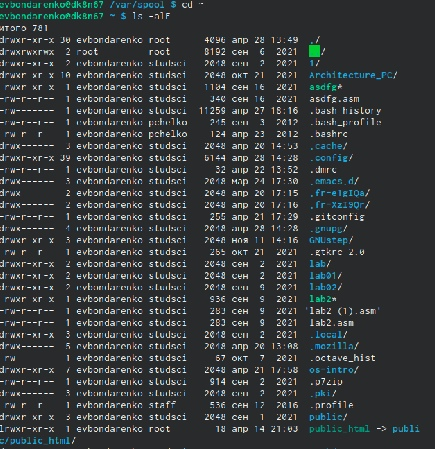 evbondarenko@dk8n67 /var/spool $ cd ~
evbondarenko@dk8n67 ~ $ ls -alF
итого 781
drwxr-xr-x 30 evbondarenko root 4096 апр 28 13:49 ./
drwxrwxrwx 2 root root 8192 сен 6 2021 /
drwxr-xr-x 2 evbondarenko studsci 2048 сен 2 2021 1/
drwxr-xr-x 10 evbondarenko studsci 2048 окт 21 2021 Architecture_PC/
-rwxr-xr-x 1 evbondarenko studsci 1104 сен 16 2021 asdfg*
-rw-r--r-- 1 evbondarenko studsci 340 сен 16 2021 asdfg.asm
-rw------- 1 evbondarenko studsci 11259 апр 27 18:16 .bash_history
-rw-r--r-- 1 evbondarenko pchelko 245 сен 3 2012 .bash_profile
-rw-r--r-- 1 evbondarenko pchelko 124 апр 23 2012 .bashrc
drwx------ 3 evbondarenko studsci 2048 апр 20 14:53 .cache/
drwxr-xr-x 39 evbondarenko studsci 6144 апр 28 14:28 .config/
-rw-r--r-- 1 evbondarenko studsci 32 апр 22 13:52 .dmrc
drwx------ 3 evbondarenko studsci 2048 мар 24 17:30 .emacs.d/
drwx------ 2 evbondarenko studsci 2048 апр 20 17:15 .fr-e1gIQa/
drwx------ 2 evbondarenko studsci 2048 апр 20 17:16 .fr-XzI9Qr/
-rw-r--r-- 1 evbondarenko studsci 255 апр 21 17:29 .gitconfig
drwx------ 4 evbondarenko studsci 2048 апр 28 14:28 .gnupg/
drwxr-xr-x 3 evbondarenko studsci 2048 ноя 11 14:16 GNUstep/
-rw-r--r-- 1 evbondarenko studsci 265 окт 21 2021 .gtkrc-2.0
drwxr-xr-x 2 evbondarenko studsci 2048 сен 2 2021 lab/
drwxr-xr-x 2 evbondarenko studsci 2048 сен 2 2021 lab01/
drwxr-xr-x 2 evbondarenko studsci 2048 сен 9 2021 lab02/
-rwxr-xr-x 1 evbondarenko studsci 936 сен 9 2021 lab2*
-rw-r--r-- 1 evbondarenko studsci 283 сен 9 2021 'lab2 (1).asm'
-rw-r--r-- 1 evbondarenko studsci 283 сен 9 2021 lab2.asm
drwxr-xr-x 3 evbondarenko studsci 2048 сен 2 2021 .local/
drwx------ 5 evbondarenko studsci 2048 апр 20 13:08 .mozilla/
-rw------- 1 evbondarenko studsci 67 окт 7 2021 .octave_hist
drwxr-xr-x 7 evbondarenko studsci 2048 апр 21 17:58 os-intro/
-rw-r--r-- 1 evbondarenko studsci 914 сен 2 2021 .p7zip
drwx------ 3 evbondarenko studsci 2048 сен 2 2021 .pki/
-rw-r--r-- 1 evbondarenko staff 536 сен 12 2016 .profile
drwxr-xr-x 3 evbondarenko studsci 2048 сен 1 2021 public/
lrwxr-xr-x 1 evbondarenko root 18 апр 14 21:03 public_html -> publi
c/public_html/